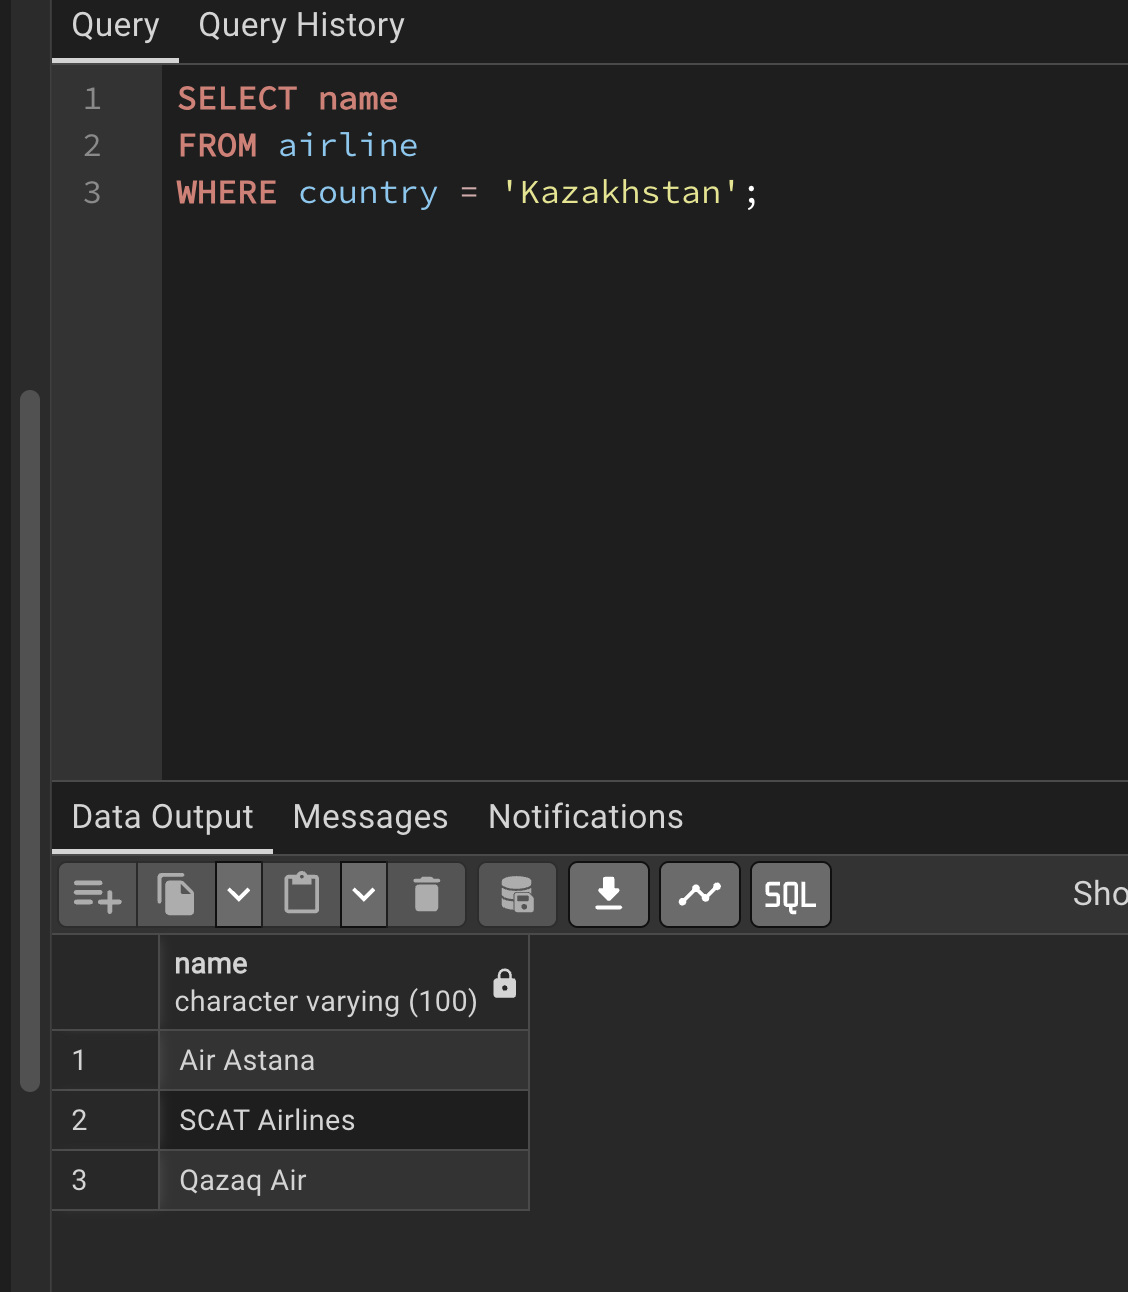 Query Query History
1 SELECT name
2 FROM airline
3 WHERE country = 'Kazakhstan';
Data Output Messages Notifications
SQL Sho
name
character varying (100)
1 Air Astana
2 SCAT Airlines
3 Qazaq Air